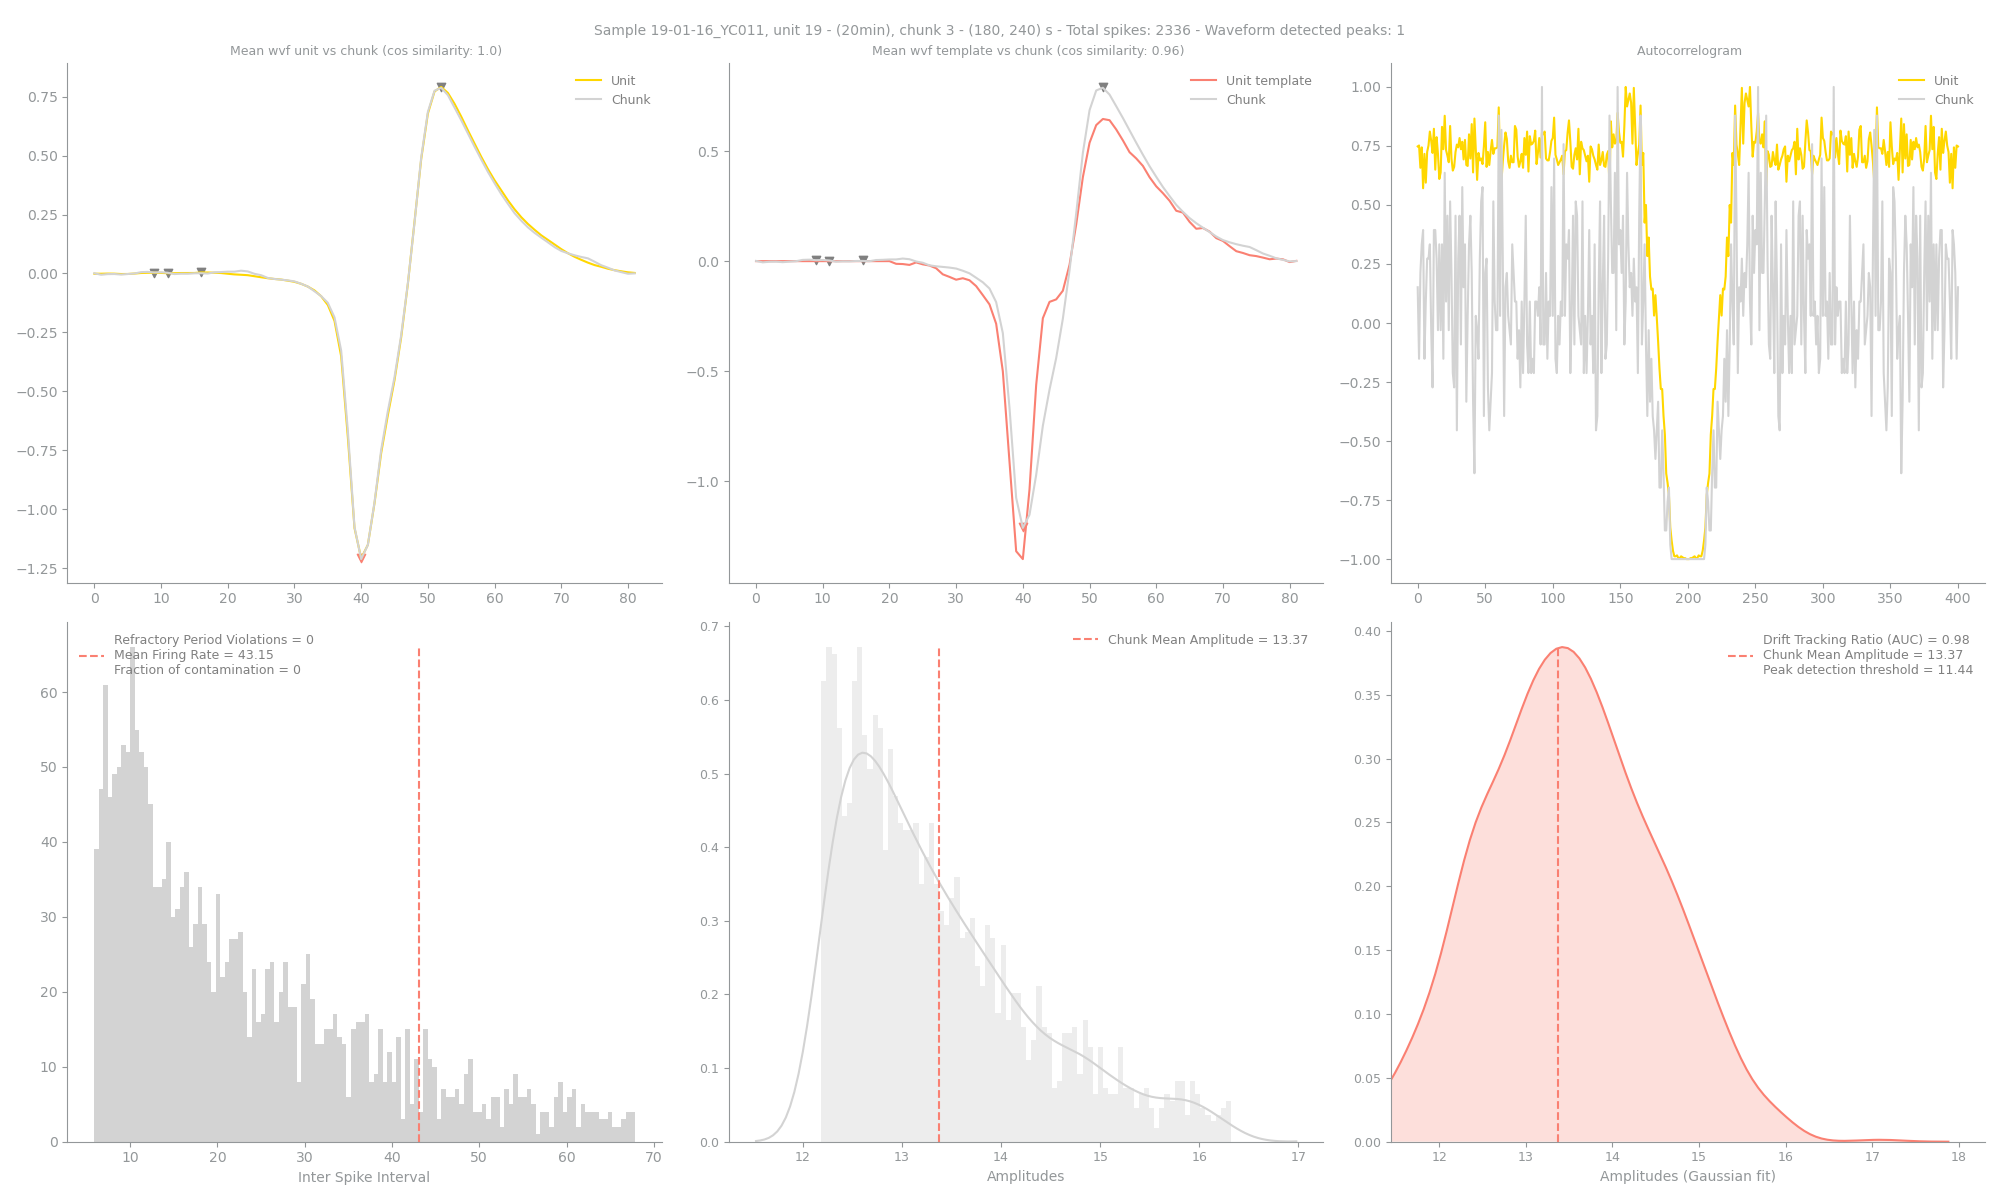 Sample 19-01-16_YC011, unit 19 - (20min), chunk 3 - (180, 240) s - Total spikes: 2336 - Waveform detected peaks: 1
Mean wvf unit vs chunk (cos similarity: 1.0)
Unit
Chunk
0.75
0.50
0.25
0.00
−0.25
−0.50
−0.75
−1.00
−1.25
0 10 20 30 40 50 60 70 80
Mean wvf template vs chunk (cos similarity: 0.96)
Unit template
Chunk
0.5
0.0
−0.5
−1.0
0 10 20 30 40 50 60 70 80
Autocorrelogram
Unit
Chunk
1.00
0.75
0.50
0.25
0.00
−0.25
−0.50
−0.75
−1.00
0 50 100 150 200 250 300 350 400
Refractory Period Violations = 0
Mean Firing Rate = 43.15
Fraction of contamination = 0
60
50
40
30
20
10
0
10 20 30 40 50 60 70
Inter Spike Interval
Chunk Mean Amplitude = 13.37
0.7
0.6
0.5
0.4
0.3
0.2
0.1
0.0
12 13 14 15 16 17
Amplitudes
Drift Tracking Ratio (AUC) = 0.98
Chunk Mean Amplitude = 13.37
Peak detection threshold = 11.44
0.40
0.35
0.30
0.25
0.20
0.15
0.10
0.05
0.00
12 13 14 15 16 17 18
Amplitudes (Gaussian fit)